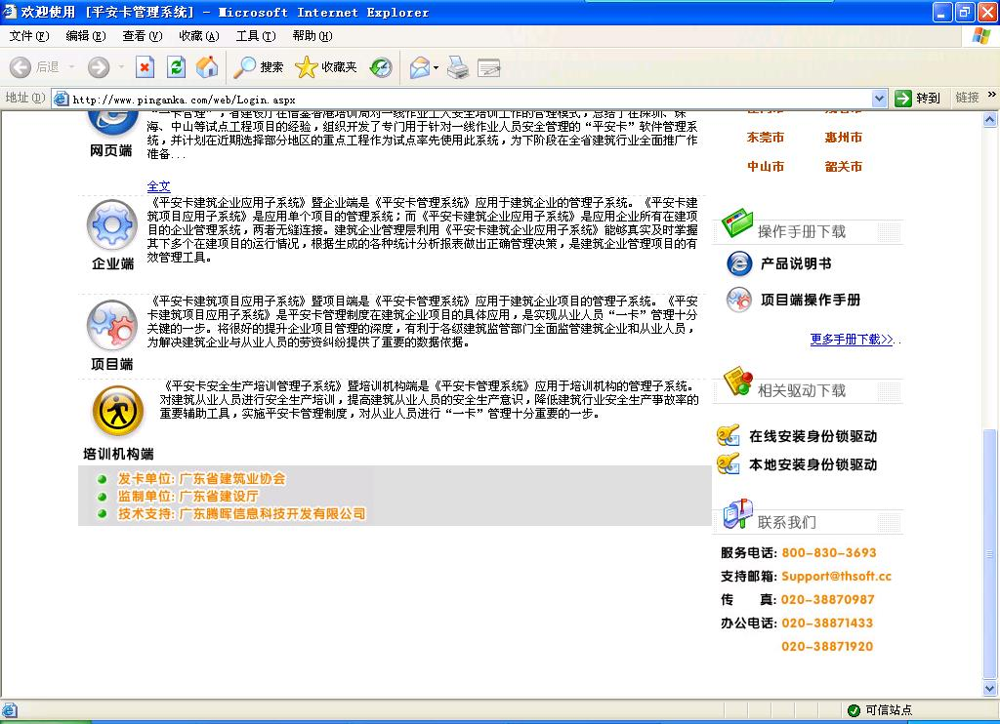 欢迎使用 [平安卡管理系统] - Microsoft Internet Explorer
文件(F) 编辑(E) 查看(V) 收藏(A) 工具(T) 帮助(H)
后退 搜索 收藏夹
地址(D) http://www.pinganka.com/web/Login.aspx 转到 链接 »
“一卡管理”，省建设厅在借鉴香港培训局对一线作业工人安全培训工作的管理模式，总结了在深圳、珠
海、中山等试点工程项目的经验，组织开发了专门用于针对一线作业人员安全管理的“平安卡”软件管理系
统，并计划在近期选择部分地区的重点工程作为试点率先使用此系统，为下阶段在全省建筑行业全面推广作
准备...
网页端
全文
《平安卡建筑企业应用子系统》暨企业端是《平安卡管理系统》应用于建筑企业的管理子系统。《平安卡
建筑项目应用子系统》是应用单个项目的管理系统；而《平安卡建筑企业应用子系统》是应用企业所有在建项
目的企业管理系统，两者无缝连接。建筑企业管理层利用《平安卡建筑企业应用子系统》能够真实及时掌握
其下多个在建项目的运行情况，根据生成的各种统计分析报表做出正确管理决策，是建筑企业管理项目的有
效管理工具。
企业端
《平安卡建筑项目应用子系统》暨项目端是《平安卡管理系统》应用于建筑企业项目的管理子系统。《平安
卡建筑项目应用子系统》是平安卡管理制度在建筑企业项目的具体应用，是实现从业人员“一卡”管理十分
关键的一步。将很好的提升企业项目管理的深度，有利于各级建筑监管部门全面监管建筑企业和从业人员，
为解决建筑企业与从业人员的劳资纠纷提供了重要的数据依据。
项目端
《平安卡安全生产培训管理子系统》暨培训机构端是《平安卡管理系统》应用于培训机构的管理子系统。
对建筑从业人员进行安全生产培训，提高建筑从业人员的安全生产意识，降低建筑行业安全生产事故率的
重要辅助工具，实施平安卡管理制度，对从业人员进行“一卡”管理十分重要的一步。
培训机构端
发卡单位: 广东省建筑业协会
监制单位: 广东省建设厅
技术支持: 广东腾晖信息科技开发有限公司
东莞市 惠州市
中山市 韶关市
操作手册下载
产品说明书
项目端操作手册
更多手册下载>>..
相关驱动下载
在线安装身份锁驱动
本地安装身份锁驱动
联系我们
服务电话: 800-830-3693
支持邮箱: Support@thsoft.cc
传　真: 020-38870987
办公电话: 020-38871433
020-38871920
可信站点